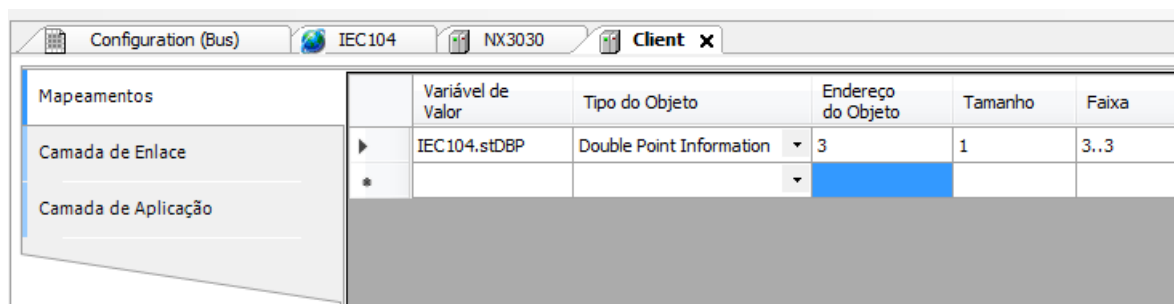 Configuration (Bus) IEC104 NX3030 Client x
Mapeamentos
Camada de Enlace
Camada de Aplicação
Variável de Valor Tipo do Objeto Endereço do Objeto Tamanho Faixa
IEC104.stDBP Double Point Information 3 1 3..3